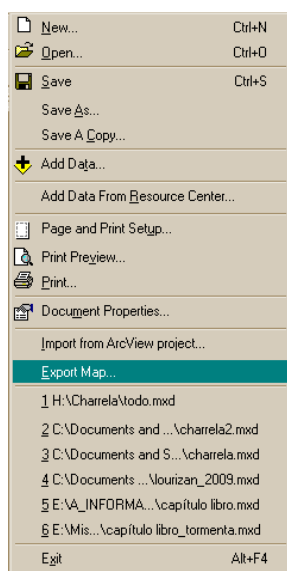 New... Ctrl+N
Open... Ctrl+O
Save Ctrl+S
Save As...
Save A Copy...
Add Data...
Add Data From Resource Center...
Page and Print Setup...
Print Preview...
Print...
Document Properties...
Import from ArcView project...
Export Map...
1 H:\Charrela\todo.mxd
2 C:\Documents and ...\charrela2.mxd
3 C:\Documents and S...\charrela.mxd
4 C:\Documents ...\lourizan_2009.mxd
5 E:\A_INFORMA...\capítulo libro.mxd
6 E:\Mis...\capítulo libro_tormenta.mxd
Exit Alt+F4